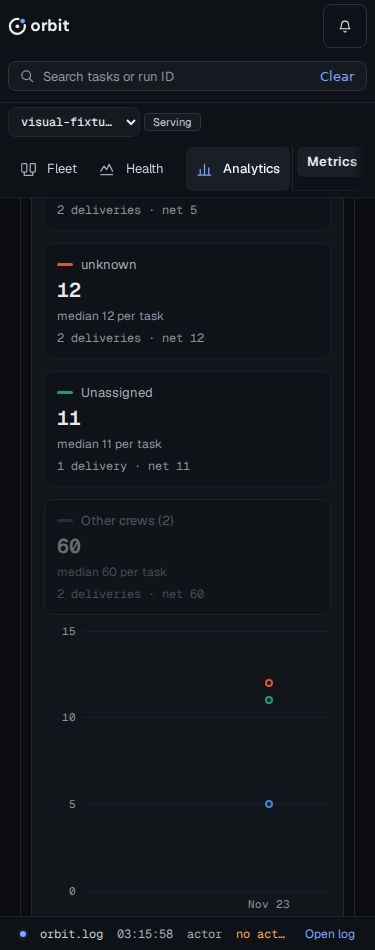 orbit
Search tasks or run ID Clear
visual-fixtu… Serving
Fleet Health Analytics Metrics
2 deliveries · net 5
unknown
12
median 12 per task
2 deliveries · net 12
Unassigned
11
median 11 per task
1 delivery · net 11
Other crews (2)
60
median 60 per task
2 deliveries · net 60
15
10
5
0
Nov 23
orbit.log 03:15:58 actor no act… Open log